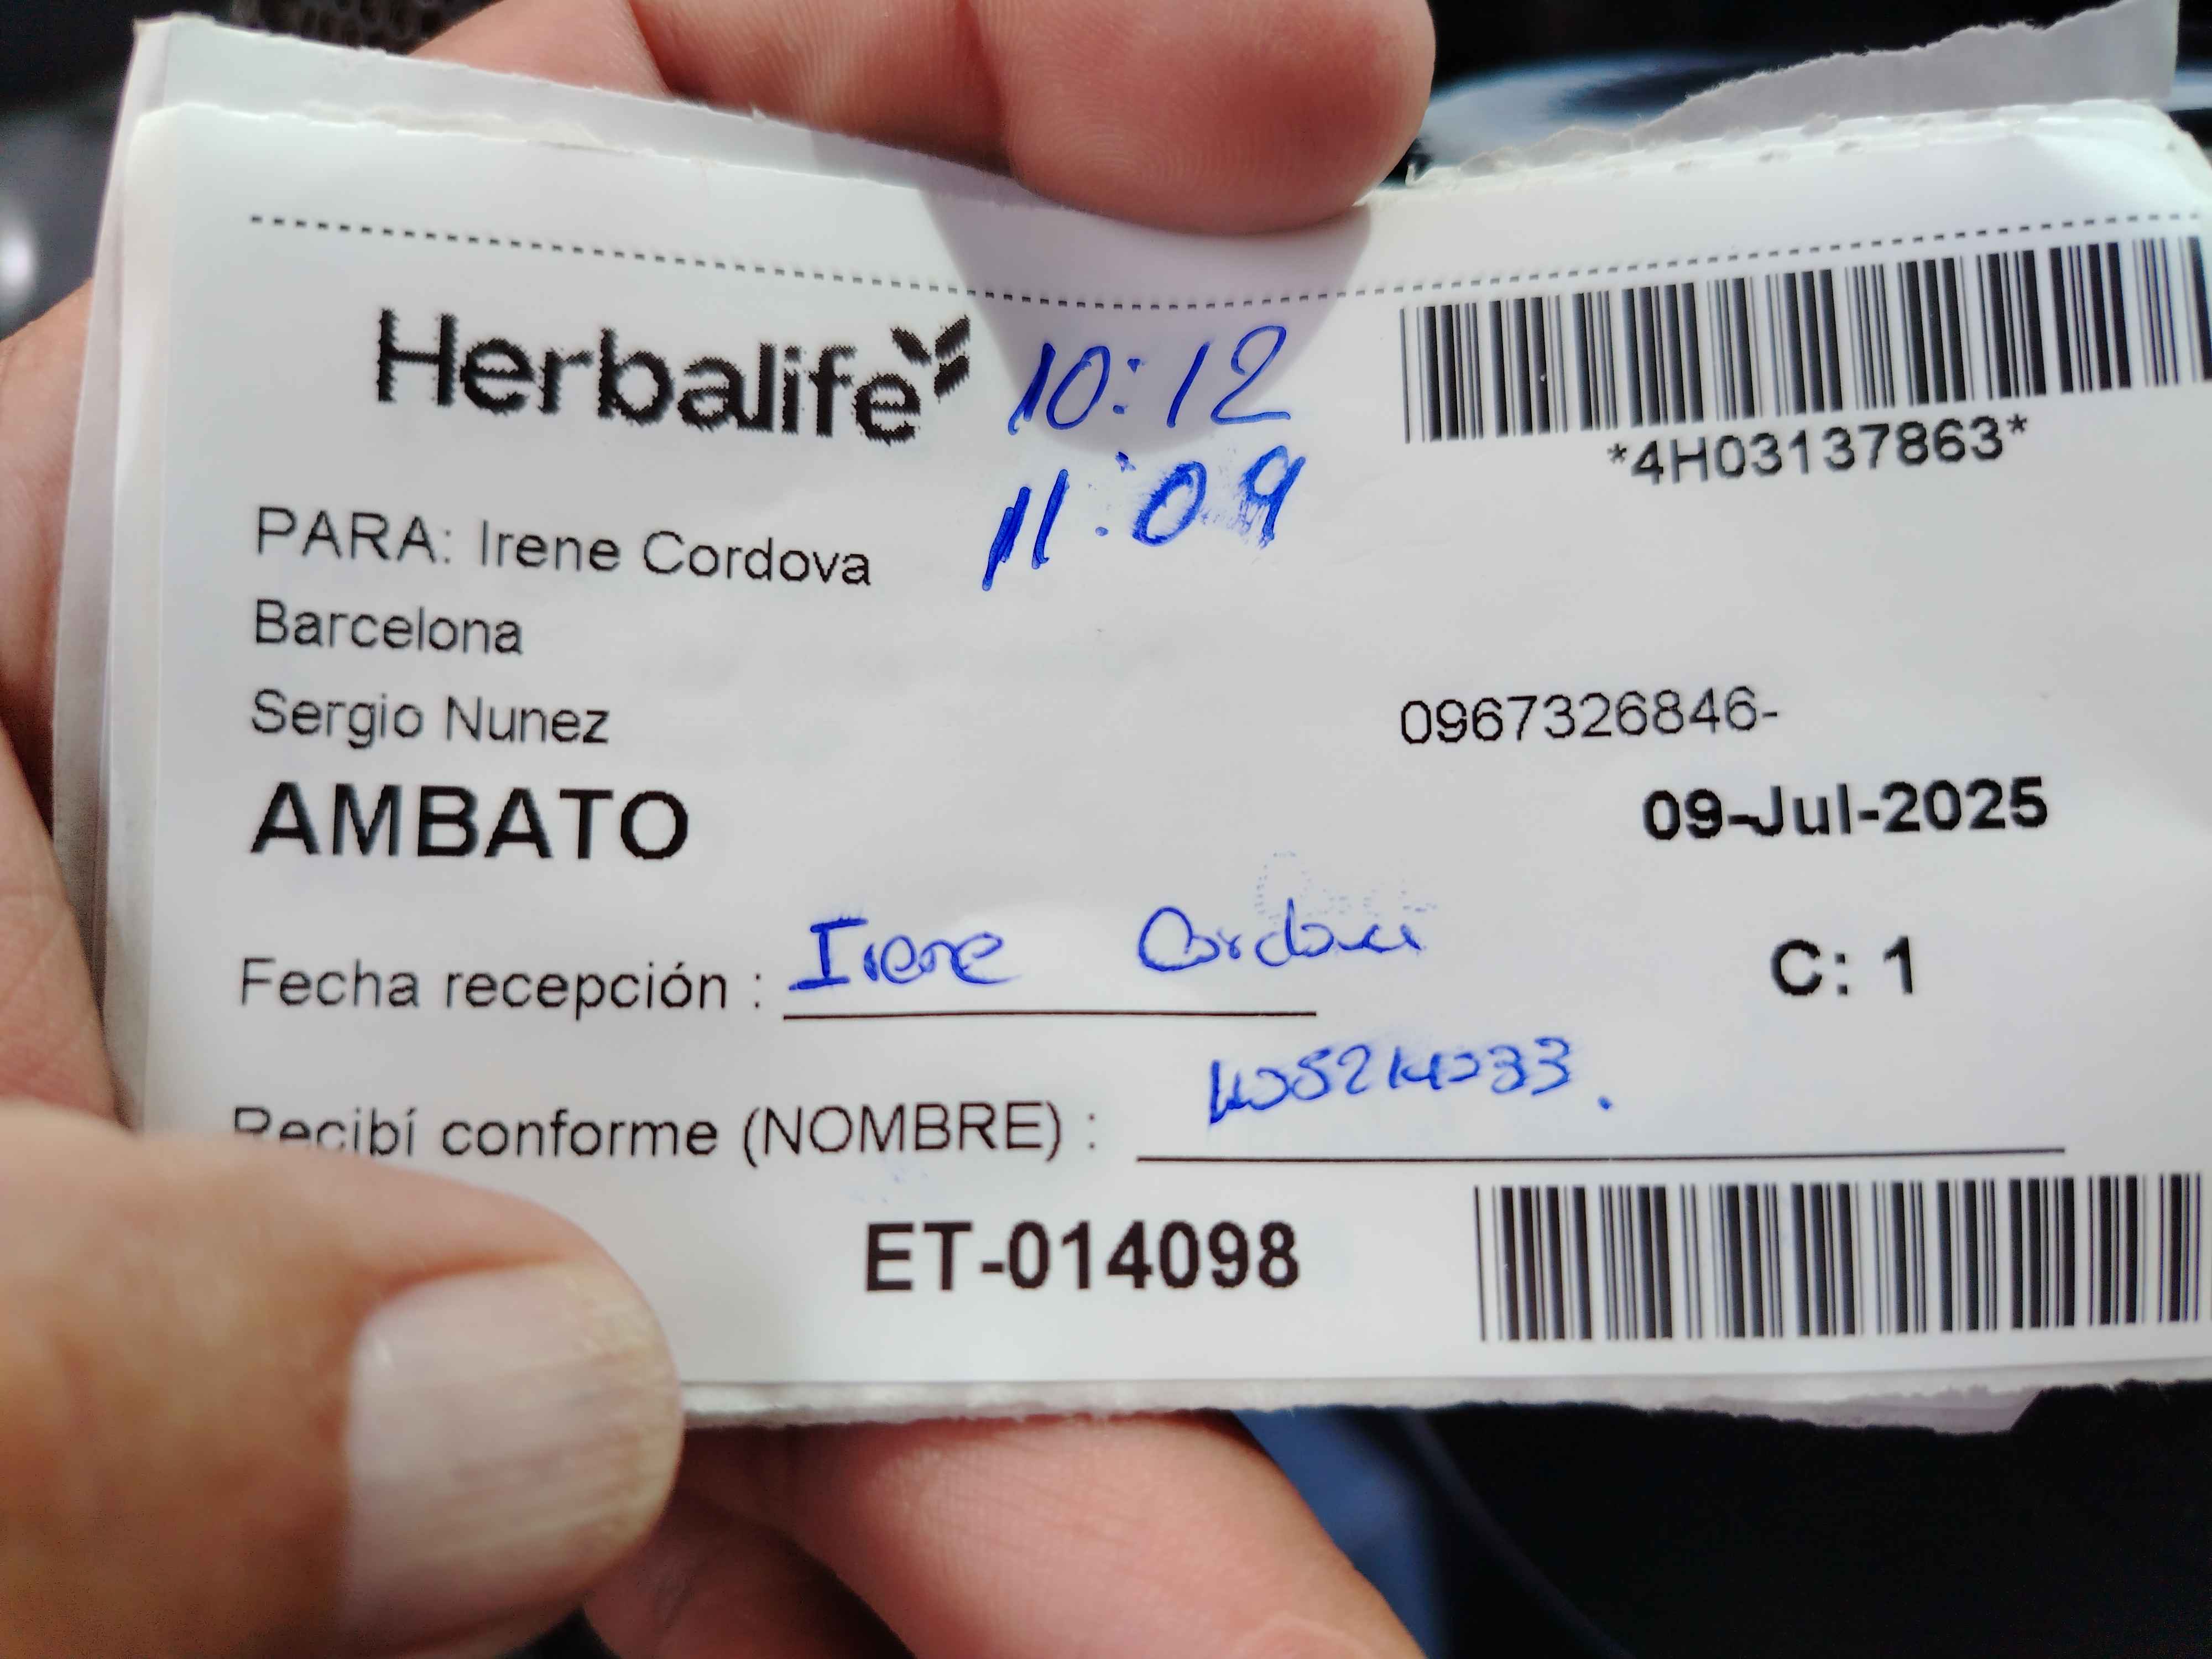 Herbalife
10:12
*4H03137863*
11:09
PARA: Irene Cordova
Barcelona
Sergio Nunez
0967326846-
AMBATO
09-Jul-2025
Fecha recepción : Irene Cordova
C: 1
Recibí conforme (NOMBRE) :
ET-014098